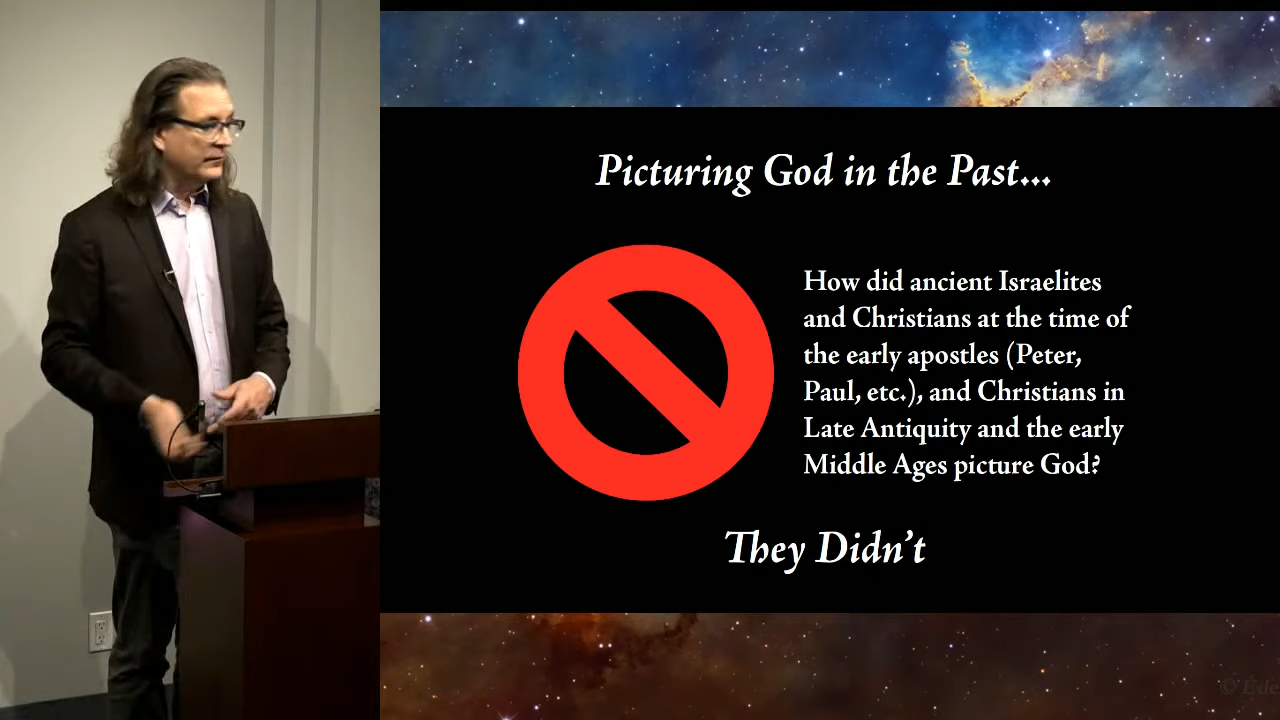 Picturing God in the Past...
How did ancient Israelites
and Christians at the time of
the early apostles (Peter,
Paul, etc.), and Christians in
Late Antiquity and the early
Middle Ages picture God?
They Didn't